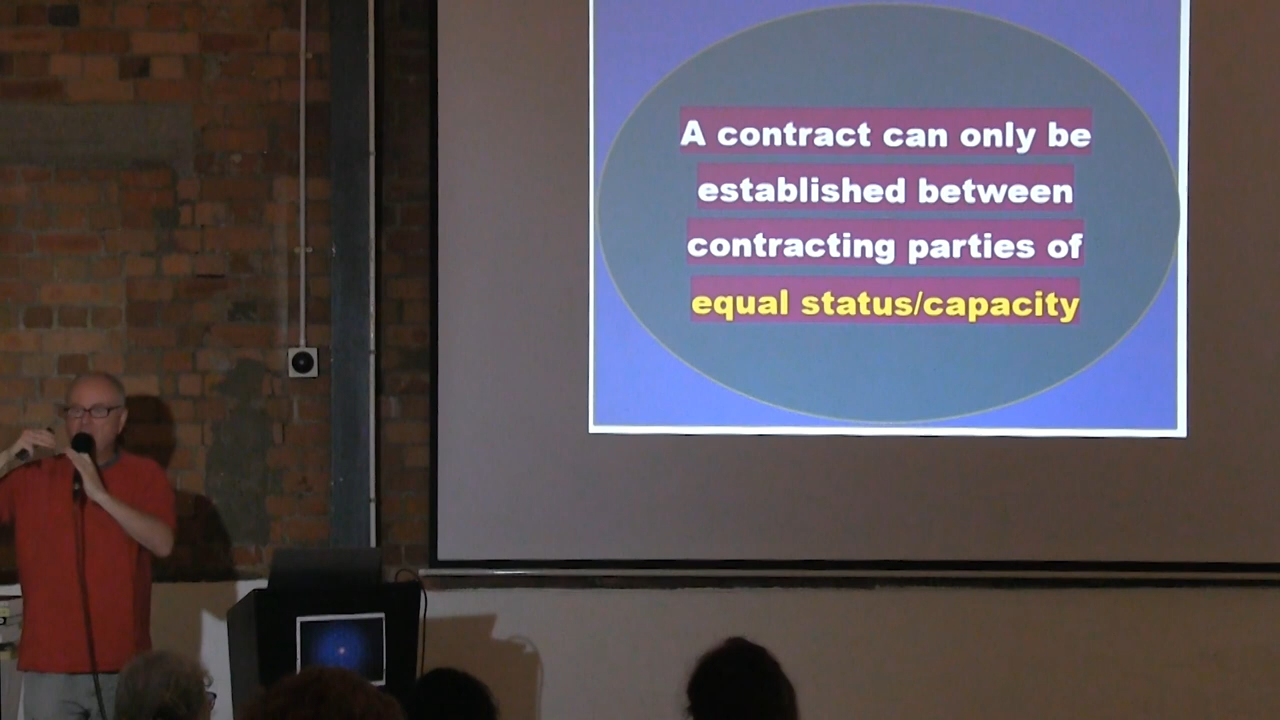 A contract can only be
established between
contracting parties of
equal status/capacity